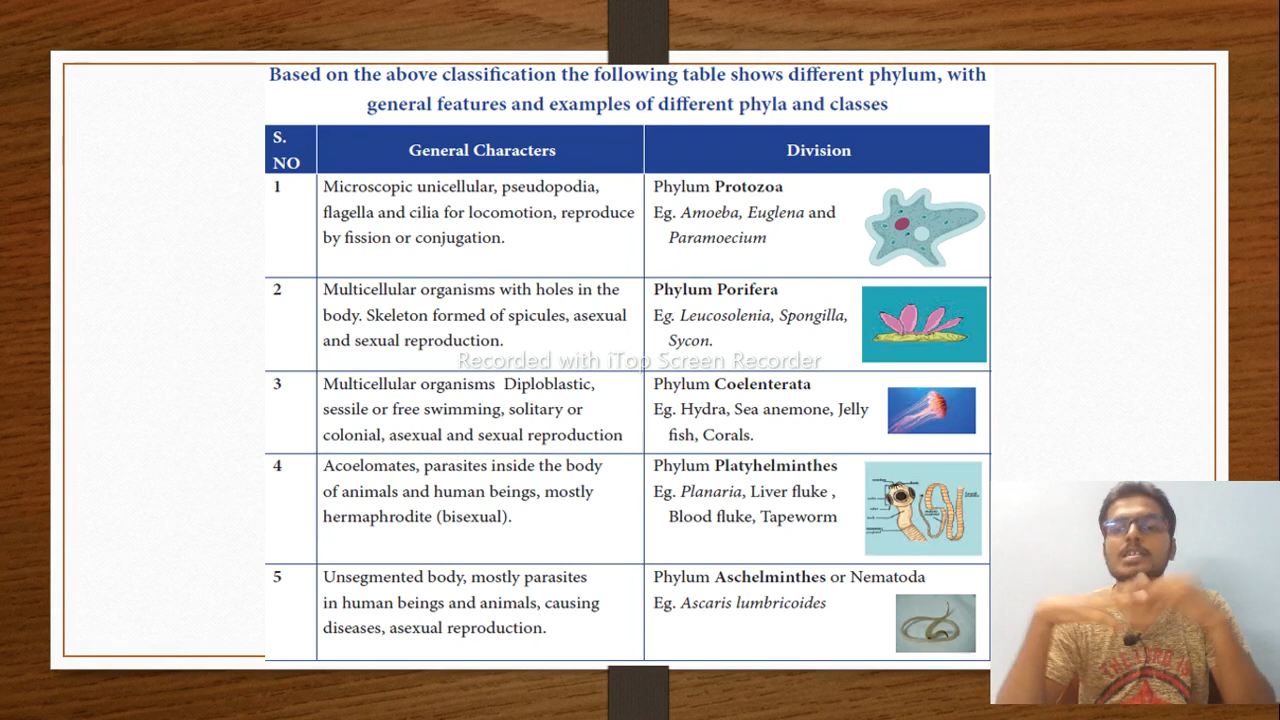 Based on the above classification the following table shows different phylum, with
general features and examples of different phyla and classes
S.
NO
General Characters
Division
1
Microscopic unicellular, pseudopodia,
flagella and cilia for locomotion, reproduce
by fission or conjugation.
Phylum Protozoa
Eg. Amoeba, Euglena and
Paramoecium
2
Multicellular organisms with holes in the
body. Skeleton formed of spicules, asexual
and sexual reproduction.
Phylum Porifera
Eg. Leucosolenia, Spongilla,
Sycon.
Recorded with iTop Screen Recorder
3
Multicellular organisms Diploblastic,
sessile or free swimming, solitary or
colonial, asexual and sexual reproduction
Phylum Coelenterata
Eg. Hydra, Sea anemone, Jelly
fish, Corals.
4
Acoelomates, parasites inside the body
of animals and human beings, mostly
hermaphrodite (bisexual).
Phylum Platyhelminthes
Eg. Planaria, Liver fluke ,
Blood fluke, Tapeworm
5
Unsegmented body, mostly parasites
in human beings and animals, causing
diseases, asexual reproduction.
Phylum Aschelminthes or Nematoda
Eg. Ascaris lumbricoides